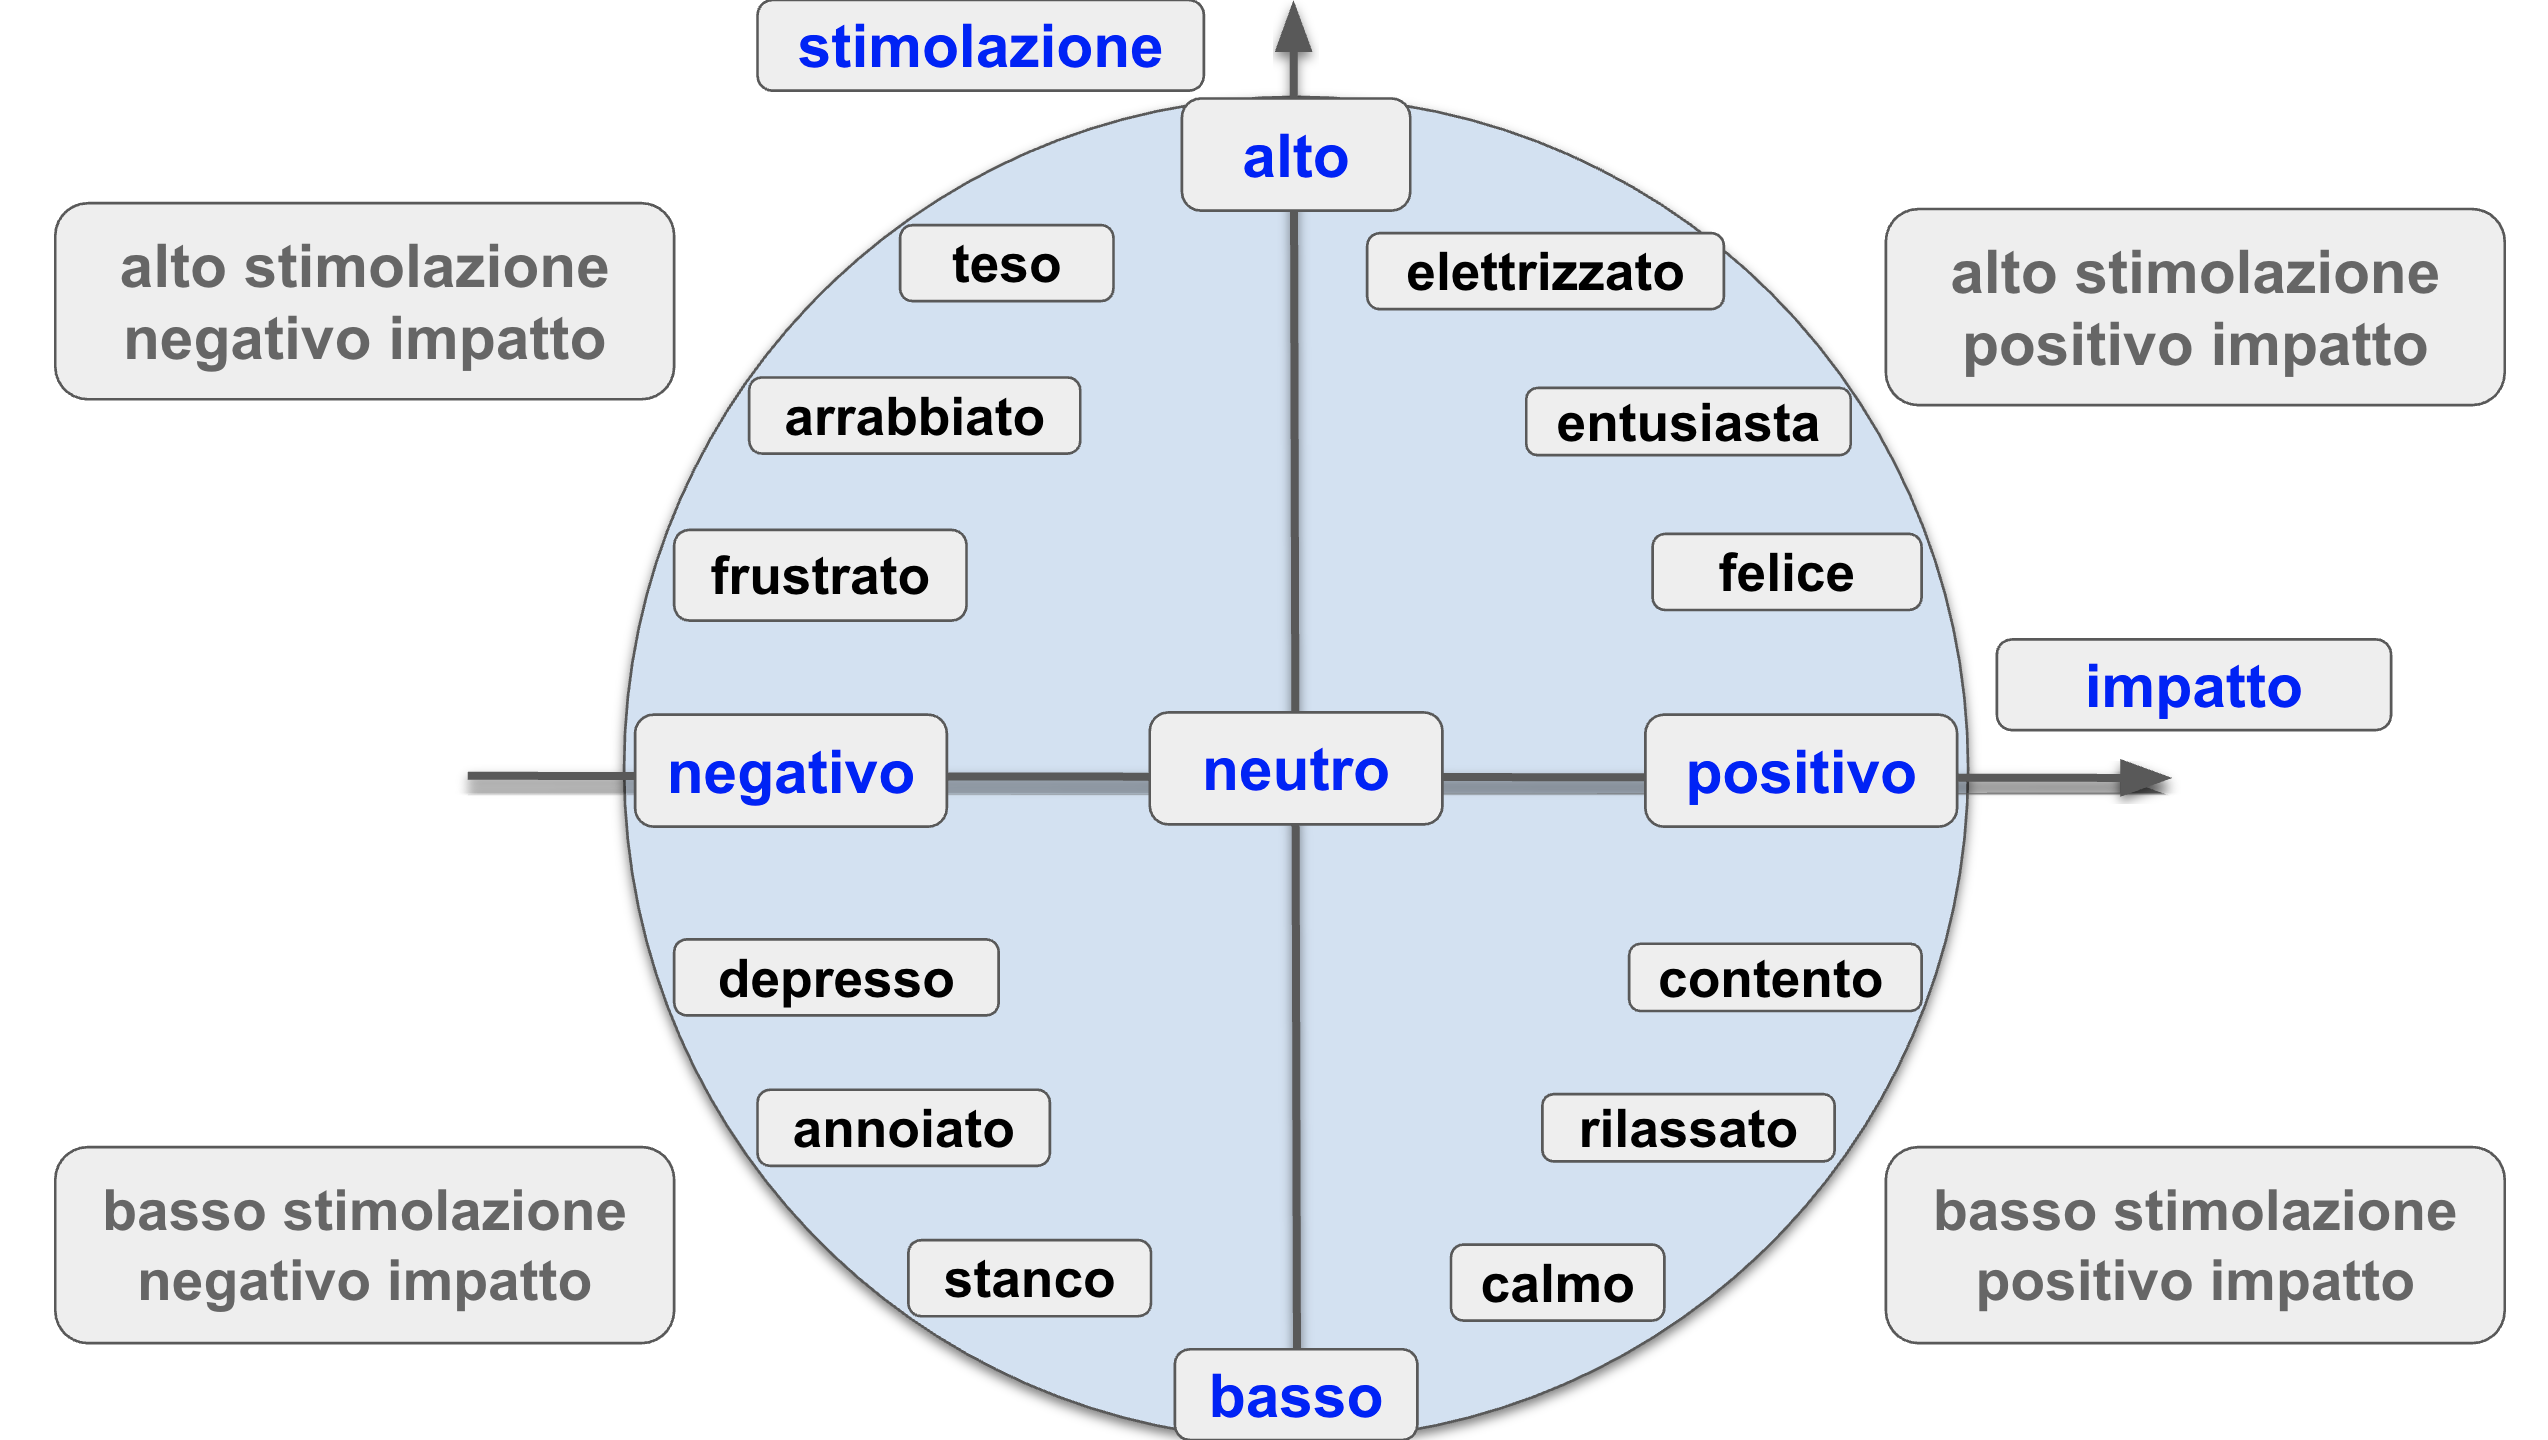 stimolazione
alto
alto stimolazione
negativo impatto
teso
elettrizzato
alto stimolazione
positivo impatto
arrabbiato
entusiasta
frustrato
felice
impatto
negativo
neutro
positivo
depresso
contento
annoiato
rilassato
basso stimolazione
negativo impatto
stanco
calmo
basso stimolazione
positivo impatto
basso